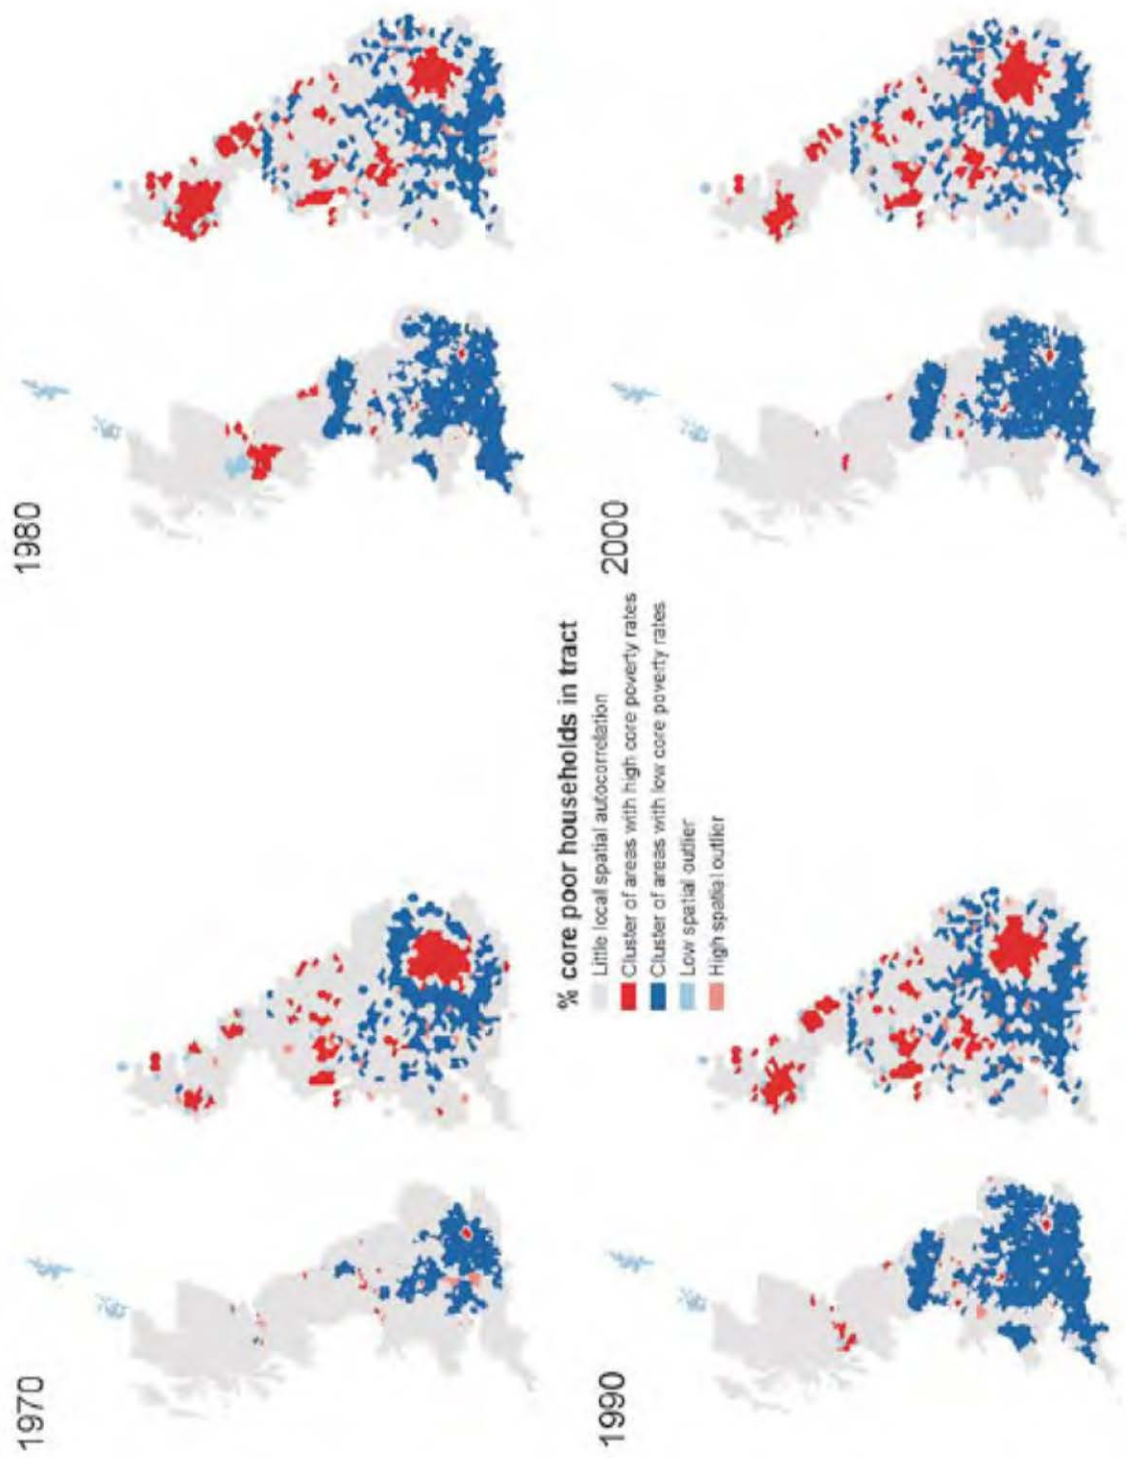 1970
1980
% core poor households in tract
Little local spatial autocorrelation
Cluster of areas with high core poverty rates
Cluster of areas with low core poverty rates
Low spatial outlier
High spatial outlier
1990
2000